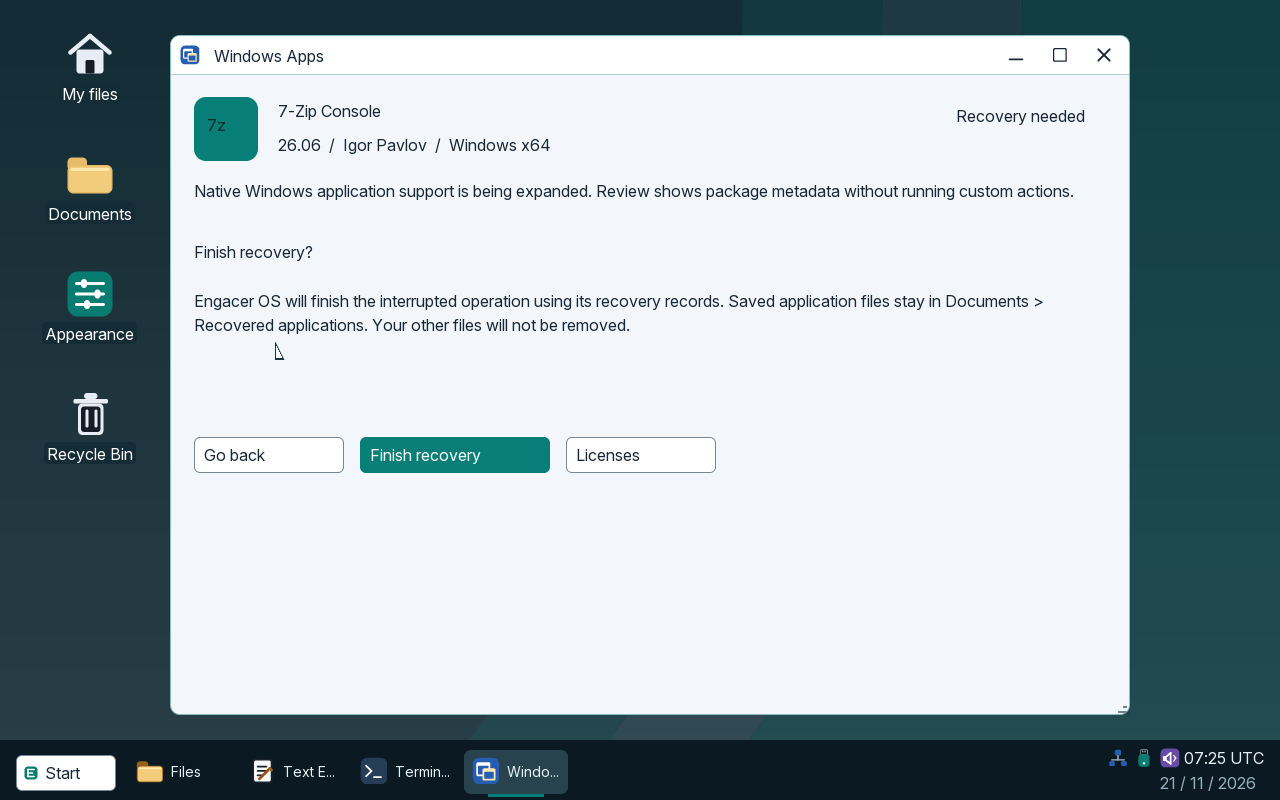 Windows Apps
My files
7z
7-Zip Console
Recovery needed
26.06 / Igor Pavlov / Windows x64
Native Windows application support is being expanded. Review shows package metadata without running custom actions.
Documents
Finish recovery?
Engacer OS will finish the interrupted operation using its recovery records. Saved application files stay in Documents >
Recovered applications. Your other files will not be removed.
Appearance
Recycle Bin
Go back
Finish recovery
Licenses
E
Start
Files
Text E...
Termin...
Windo...
07:25 UTC
21 / 11 / 2026